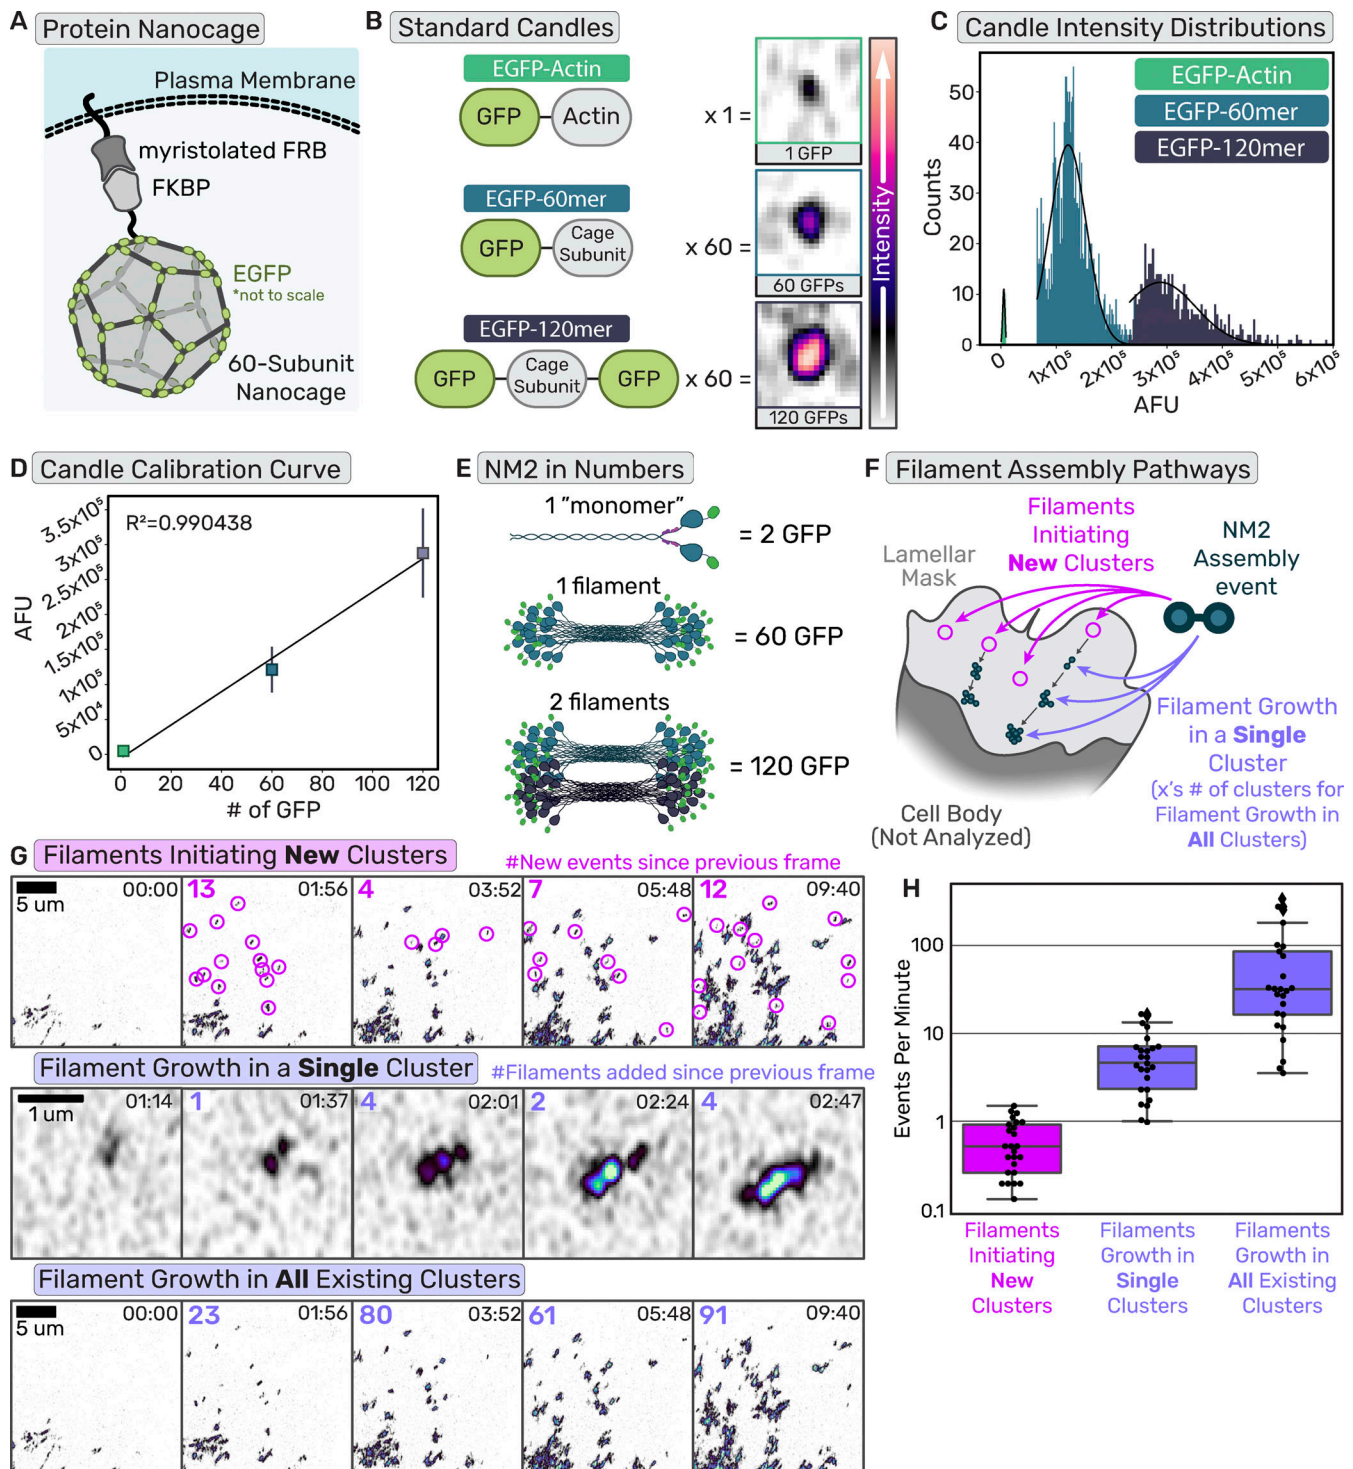 A Protein Nanocage
Plasma Membrane
myristolated FRB
FKBP
EGFP
*not to scale
60-Subunit
Nanocage
B Standard Candles
EGFP-Actin
GFP
Actin
x 1 =
1 GFP
EGFP-60mer
GFP
Cage
Subunit
x 60 =
60 GFPs
EGFP-120mer
GFP
Cage
Subunit
GFP
x 60 =
120 GFPs
Intensity
C Candle Intensity Distributions
EGFP-Actin
EGFP-60mer
EGFP-120mer
Counts
50
40
30
20
10
0
0
1x10⁵
2x10⁵
3x10⁵
4x10⁵
5x10⁵
6x10⁵
AFU
D Candle Calibration Curve
R²=0.990438
AFU
3.5x10⁵
3x10⁵
2.5x10⁵
2x10⁵
1.5x10⁵
1x10⁵
5x10⁴
0
0 20 40 60 80 100 120
# of GFP
E NM2 in Numbers
1 "monomer"
= 2 GFP
1 filament
= 60 GFP
2 filaments
= 120 GFP
F Filament Assembly Pathways
Filaments
Initiating
New Clusters
NM2
Assembly
event
Lamellar
Mask
Filament Growth
in a Single
Cluster
(x's # of clusters for
Filament Growth in
All Clusters)
Cell Body
(Not Analyzed)
G Filaments Initiating New Clusters
#New events since previous frame
5 um
00:00
13 01:56
4 03:52
7 05:48
12 09:40
Filament Growth in a Single Cluster
#Filaments added since previous frame
1 um
01:14
1 01:37
4 02:01
2 02:24
4 02:47
Filament Growth in All Existing Clusters
5 um
00:00
23 01:56
80 03:52
61 05:48
91 09:40
H
Events Per Minute
100
10
1
0.1
Filaments
Initiating
New
Clusters
Filaments
Growth in
Single
Clusters
Filaments
Growth in
All Existing
Clusters